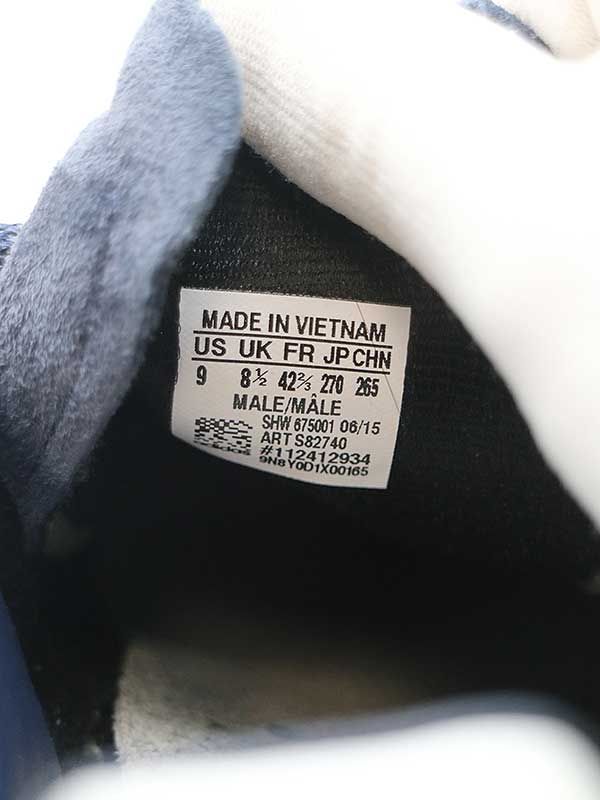 MADE IN VIETNAM
US UK FR JP CHN
9 8½ 42⅔ 270 265
MALE/MÂLE
SHW 675001 06/15
ART S82740
#112412934
adidas 9N8Y0D1X00165